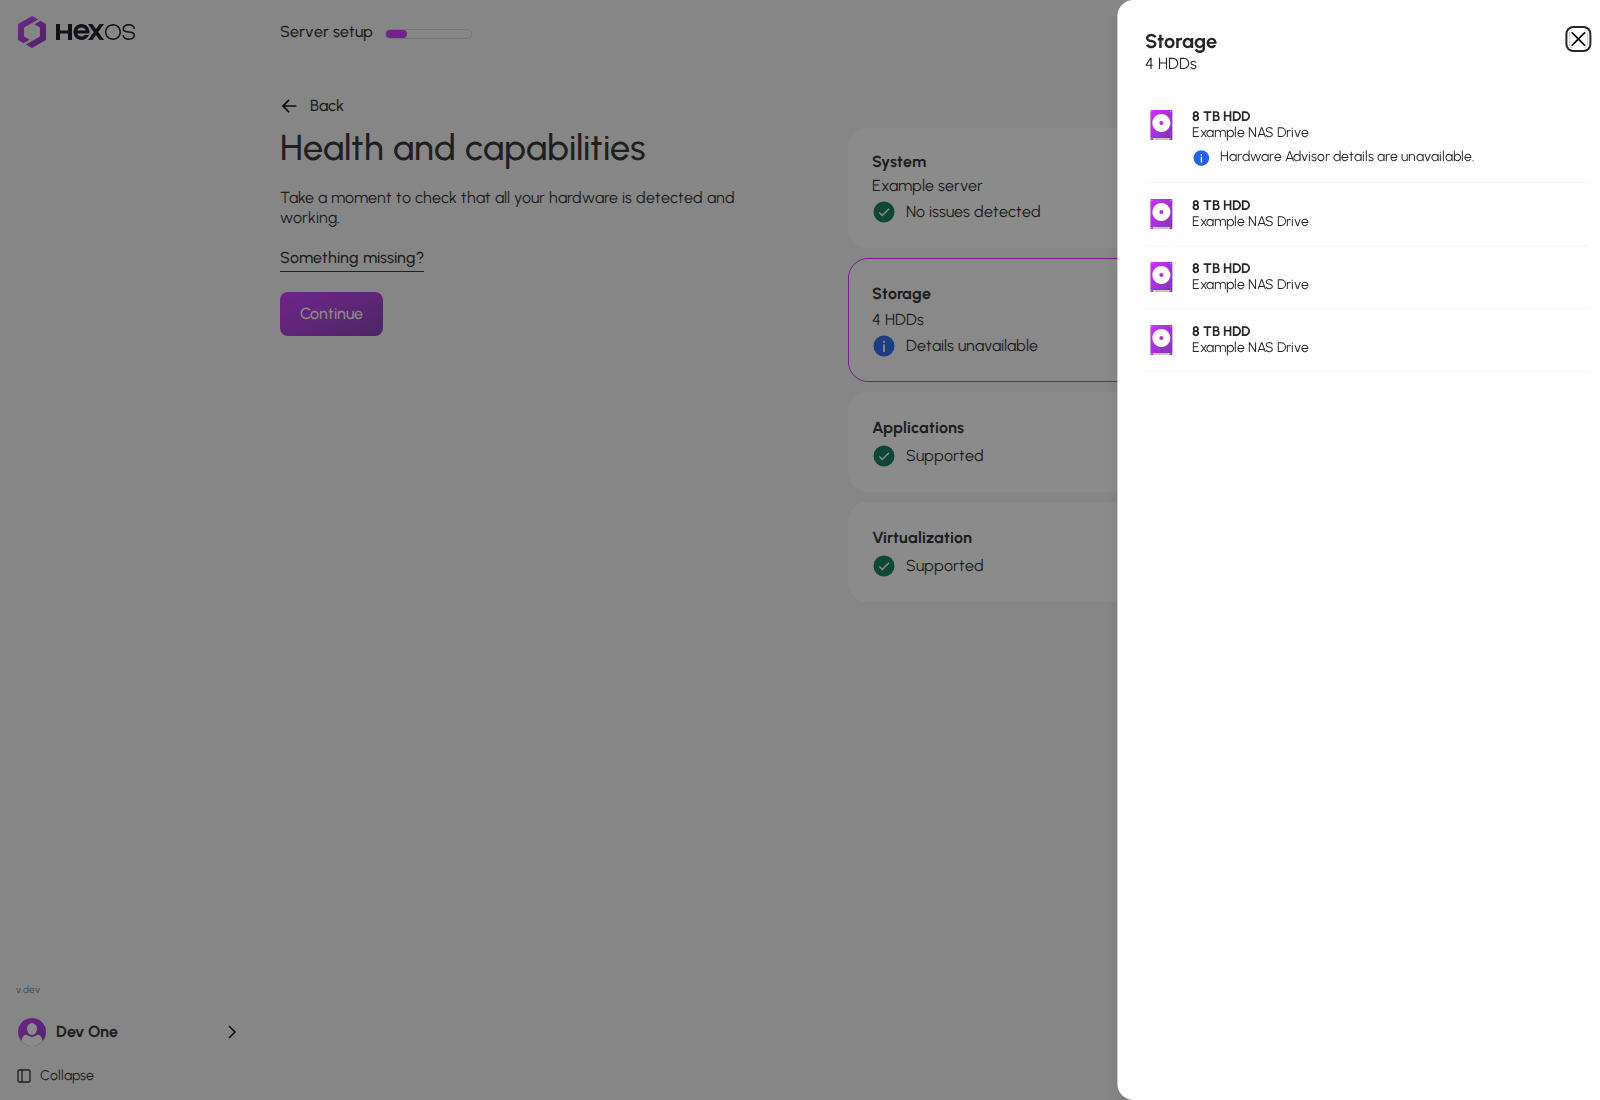 HexOS
Server setup
Back
Health and capabilities
Take a moment to check that all your hardware is detected and
working.
Something missing?
Continue
System
Example server
No issues detected
Storage
4 HDDs
Details unavailable
Applications
Supported
Virtualization
Supported
v.dev
Dev One
Collapse
Storage
4 HDDs
8 TB HDD
Example NAS Drive
Hardware Advisor details are unavailable.
8 TB HDD
Example NAS Drive
8 TB HDD
Example NAS Drive
8 TB HDD
Example NAS Drive